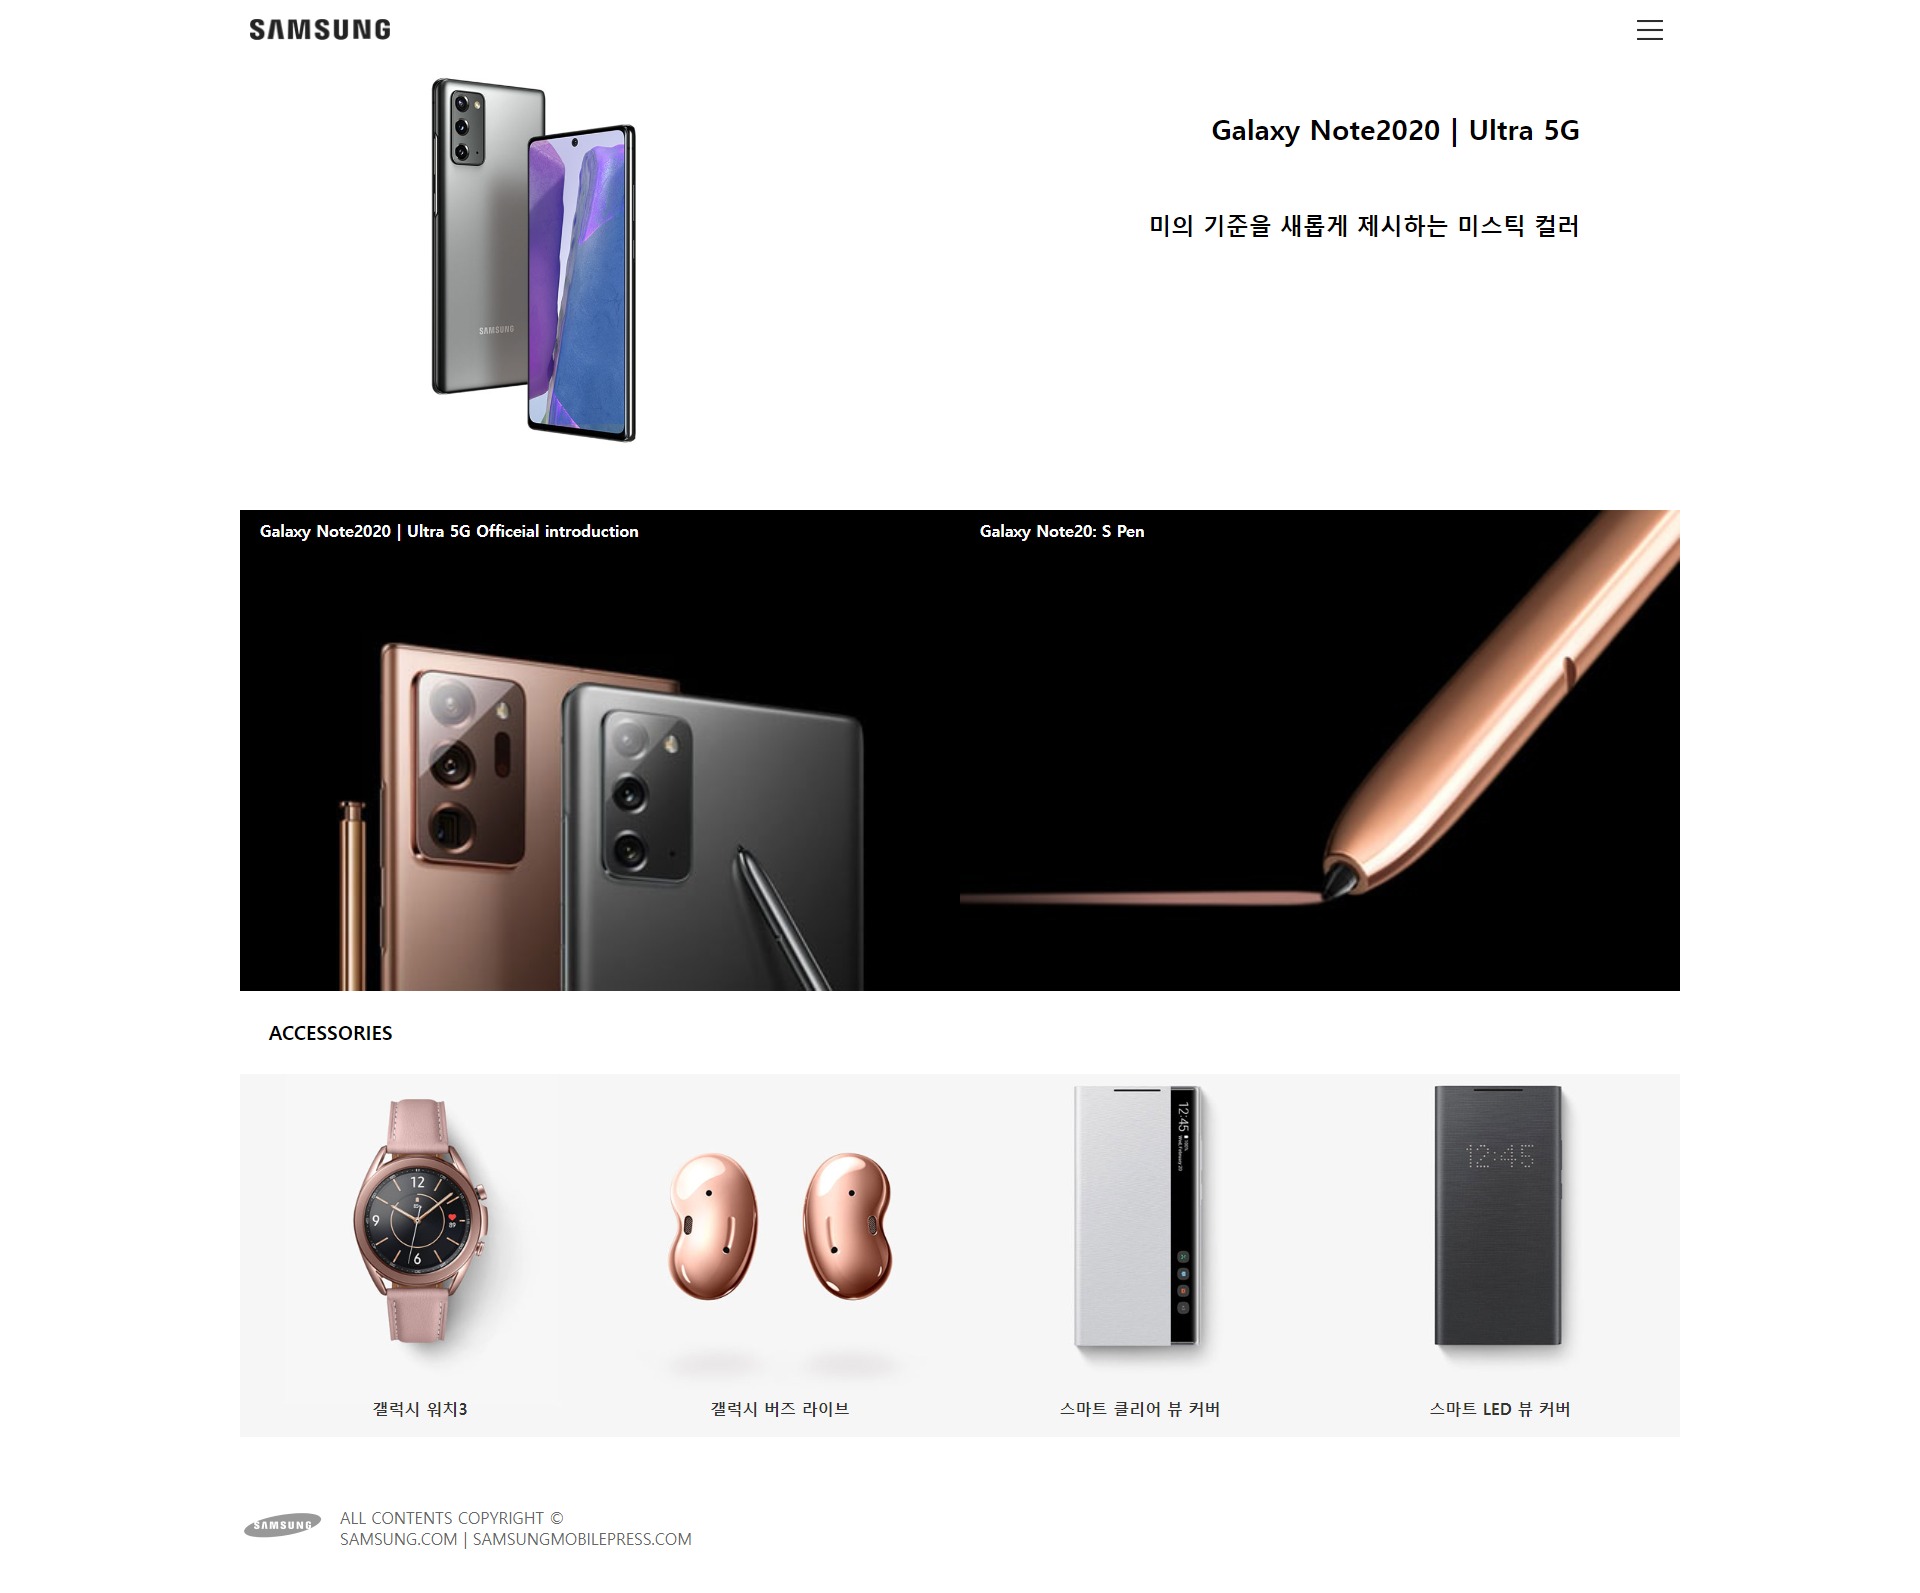 SAMSUNG
Galaxy Note2020 | Ultra 5G
미의 기준을 새롭게 제시하는 미스틱 컬러
SAMSUNG
Galaxy Note2020 | Ultra 5G Officeial introduction
Galaxy Note20: S Pen
ACCESSORIES
12
9
89
6
12:45
12:45
갤럭시 워치3
갤럭시 버즈 라이브
스마트 클리어 뷰 커버
스마트 LED 뷰 커버
SAMSUNG
ALL CONTENTS COPYRIGHT ©
SAMSUNG.COM | SAMSUNGMOBILEPRESS.COM